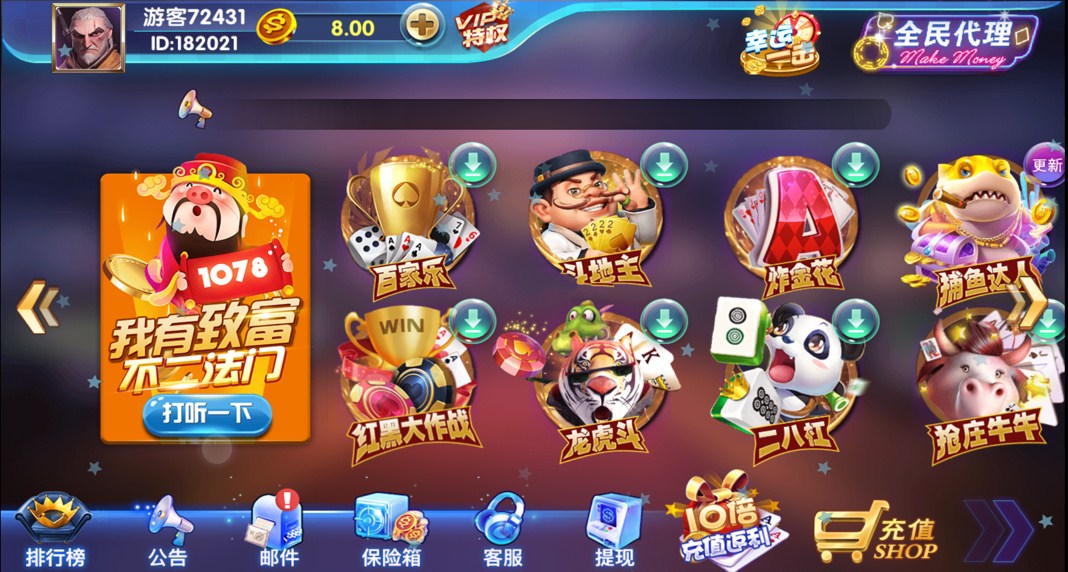 游客72431
ID:182021
8.00
VIP
特权
幸运
一击
全民代理
Make Money
更新
1078
我有致富
不二法门
打听一下
百家乐
斗地主
A
炸金花
捕鱼达人
WIN
红黑大作战
龙虎斗
二八杠
抢庄牛牛
排行榜
公告
邮件
保险箱
客服
提现
10倍
充值返利
充值
SHOP